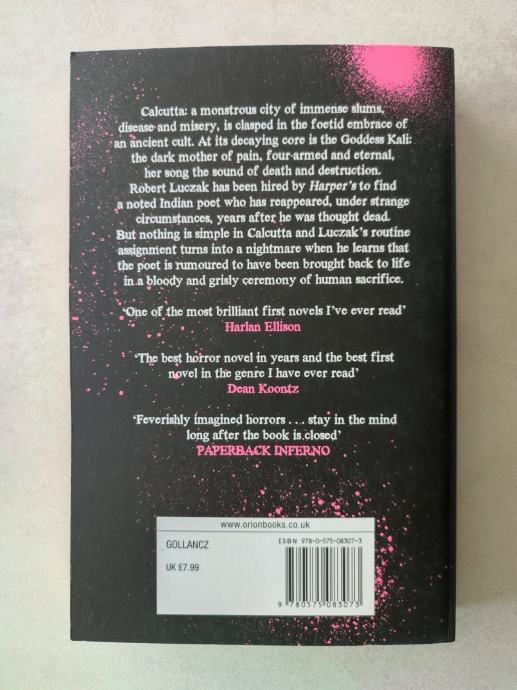 Calcutta: a monstrous city of immense slums,
disease and misery, is clasped in the foetid embrace of
an ancient cult. At its decaying core is the Goddess Kali:
the dark mother of pain, four-armed and eternal,
her song the sound of death and destruction.
Robert Luczak has been hired by Harper's to find
a noted Indian poet who has reappeared, under strange
circumstances, years after he was thought dead.
But nothing is simple in Calcutta and Luczak's routine
assignment turns into a nightmare when he learns that
the poet is rumoured to have been brought back to life
in a bloody and grisly ceremony of human sacrifice.
'One of the most brilliant first novels I've ever read'
Harlan Ellison
'The best horror novel in years and the best first
novel in the genre I have ever read'
Dean Koontz
'Feverishly imagined horrors . . . stay in the mind
long after the book is closed'
PAPERBACK INFERNO
www.orionbooks.co.uk
GOLLANCZ
UK £7.99
ISBN 978-0-575-08307-3
9 780575 083073